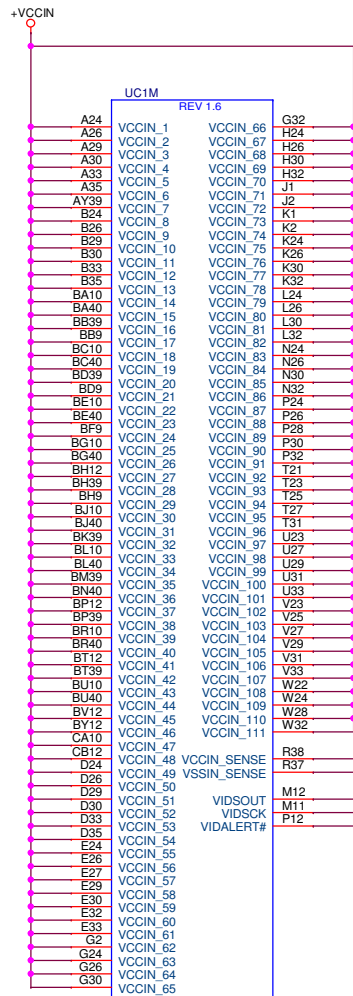 +VCCIN
UC1M
REV 1.6
A24 VCCIN_1 VCCIN_66 G32
A26 VCCIN_2 VCCIN_67 H24
A29 VCCIN_3 VCCIN_68 H26
A30 VCCIN_4 VCCIN_69 H30
A33 VCCIN_5 VCCIN_70 H32
A35 VCCIN_6 VCCIN_71 J1
AY39 VCCIN_7 VCCIN_72 J2
B24 VCCIN_8 VCCIN_73 K1
B26 VCCIN_9 VCCIN_74 K2
B29 VCCIN_10 VCCIN_75 K24
B30 VCCIN_11 VCCIN_76 K26
B33 VCCIN_12 VCCIN_77 K30
B35 VCCIN_13 VCCIN_78 K32
BA10 VCCIN_14 VCCIN_79 L24
BA40 VCCIN_15 VCCIN_80 L26
BB39 VCCIN_16 VCCIN_81 L30
BB9 VCCIN_17 VCCIN_82 L32
BC10 VCCIN_18 VCCIN_83 N24
BC40 VCCIN_19 VCCIN_84 N26
BD39 VCCIN_20 VCCIN_85 N30
BD9 VCCIN_21 VCCIN_86 N32
BE10 VCCIN_22 VCCIN_87 P24
BE40 VCCIN_23 VCCIN_88 P26
BF9 VCCIN_24 VCCIN_89 P28
BG10 VCCIN_25 VCCIN_90 P30
BG40 VCCIN_26 VCCIN_91 P32
BH12 VCCIN_27 VCCIN_92 T21
BH39 VCCIN_28 VCCIN_93 T23
BH9 VCCIN_29 VCCIN_94 T25
BJ10 VCCIN_30 VCCIN_95 T27
BJ40 VCCIN_31 VCCIN_96 T31
BK39 VCCIN_32 VCCIN_97 U23
BL10 VCCIN_33 VCCIN_98 U27
BL40 VCCIN_34 VCCIN_99 U29
BM39 VCCIN_35 VCCIN_100 U31
BN40 VCCIN_36 VCCIN_101 U33
BP12 VCCIN_37 VCCIN_102 V23
BP39 VCCIN_38 VCCIN_103 V25
BR10 VCCIN_39 VCCIN_104 V27
BR40 VCCIN_40 VCCIN_105 V29
BT12 VCCIN_41 VCCIN_106 V31
BT39 VCCIN_42 VCCIN_107 V33
BU10 VCCIN_43 VCCIN_108 W22
BU40 VCCIN_44 VCCIN_109 W24
BV12 VCCIN_45 VCCIN_110 W28
BY12 VCCIN_46 VCCIN_111 W32
CA10 VCCIN_47
CB12 VCCIN_48 VCCIN_SENSE R38
D24 VCCIN_49 VSSIN_SENSE R37
D26 VCCIN_50
D29 VCCIN_51 VIDSOUT M12
D30 VCCIN_52 VIDSCK M11
D33 VCCIN_53 VIDALERT# P12
D35 VCCIN_54
E24 VCCIN_55
E26 VCCIN_56
E27 VCCIN_57
E29 VCCIN_58
E30 VCCIN_59
E32 VCCIN_60
E33 VCCIN_61
G2 VCCIN_62
G24 VCCIN_63
G26 VCCIN_64
G30 VCCIN_65